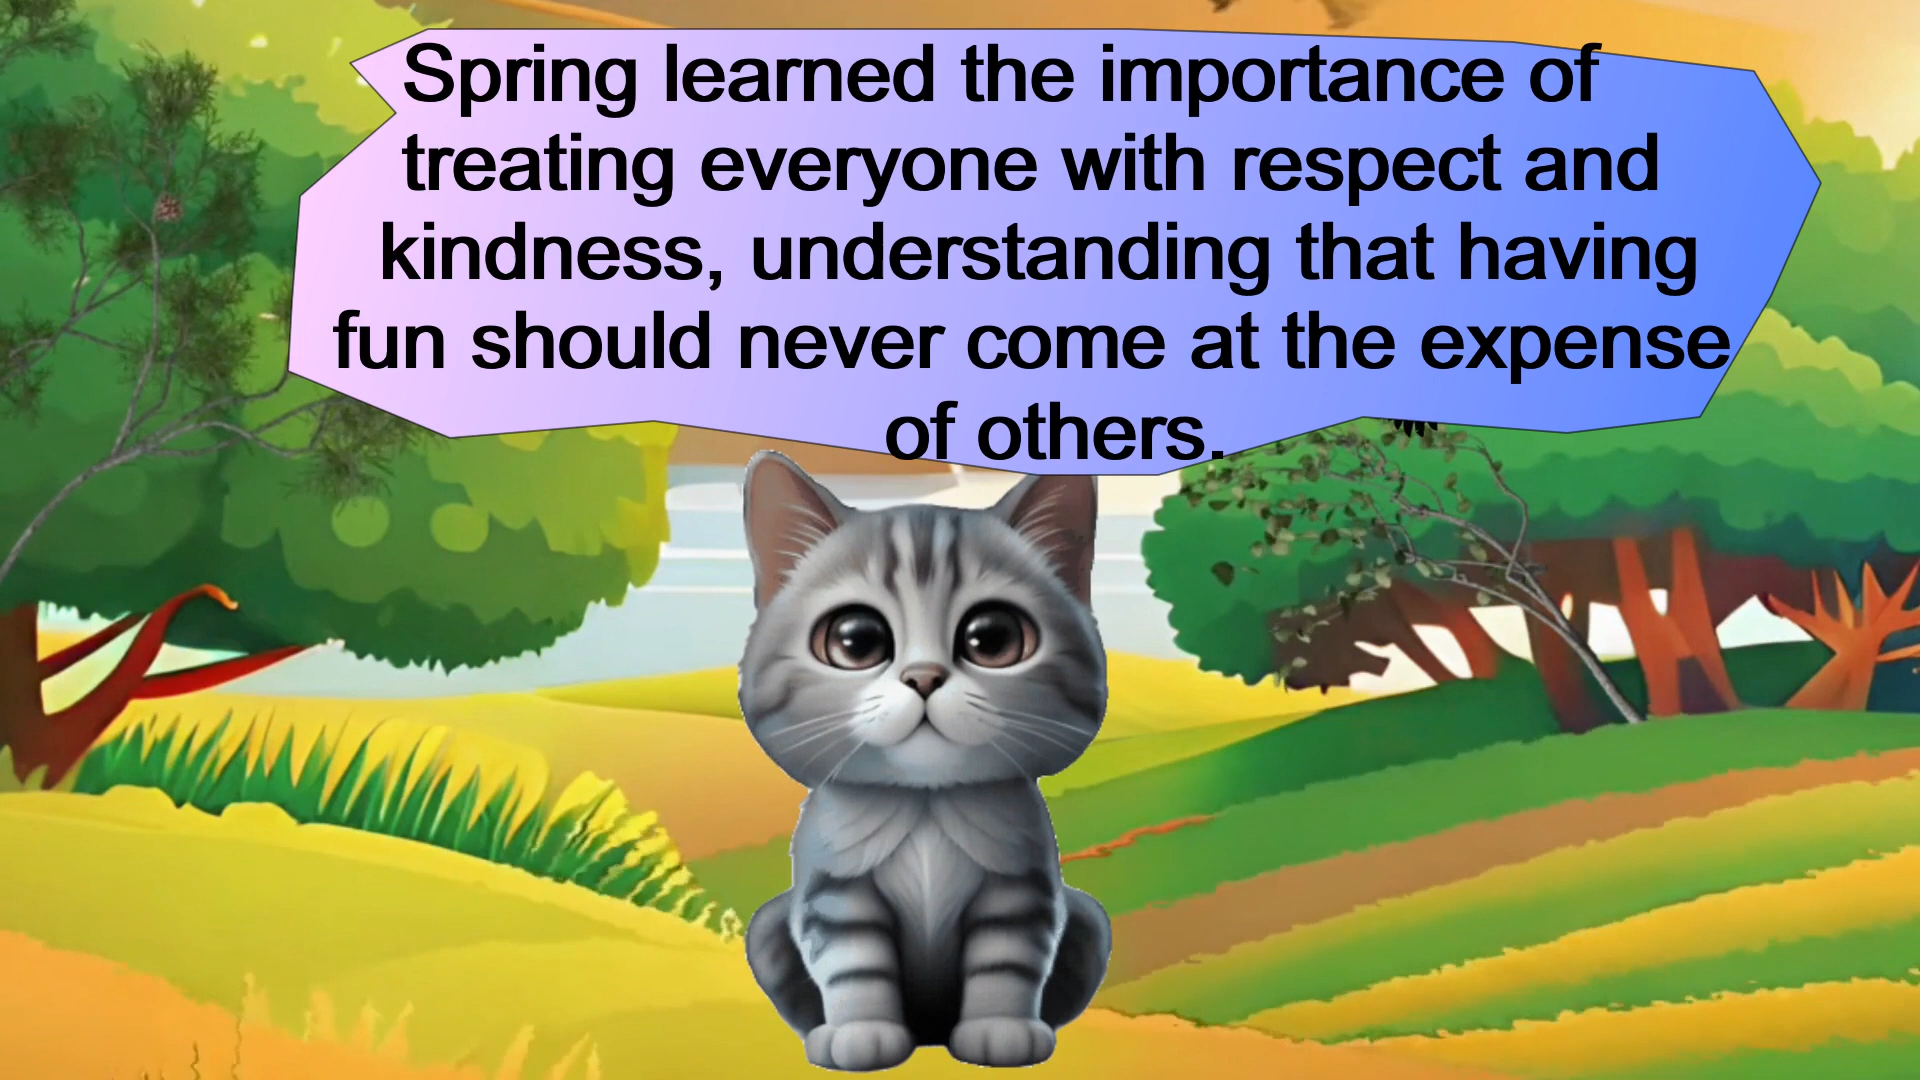 Spring learned the importance of
treating everyone with respect and
kindness, understanding that having
fun should never come at the expense
of others.